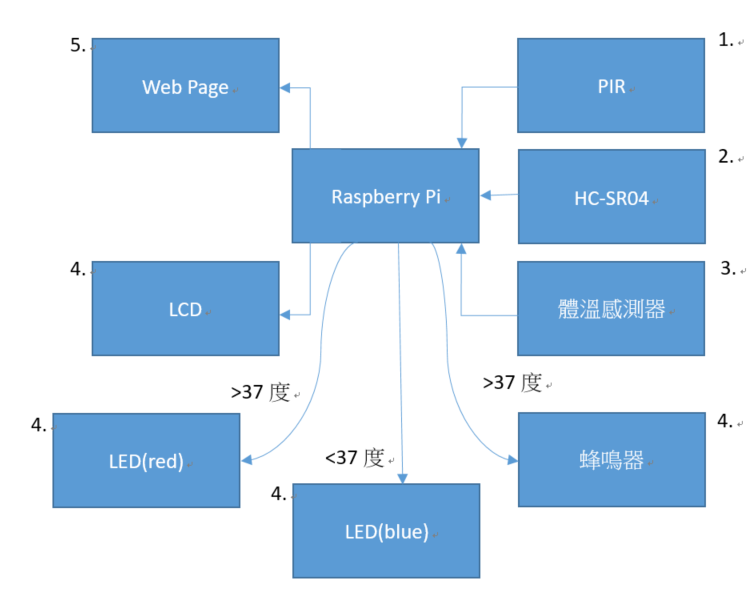 5.
Web Page
1.
PIR
2.
Raspberry Pi
HC-SR04
4.
LCD
3.
體溫感測器
>37 度
>37 度
4.
LED(red)
<37 度
4.
蜂鳴器
4.
LED(blue)